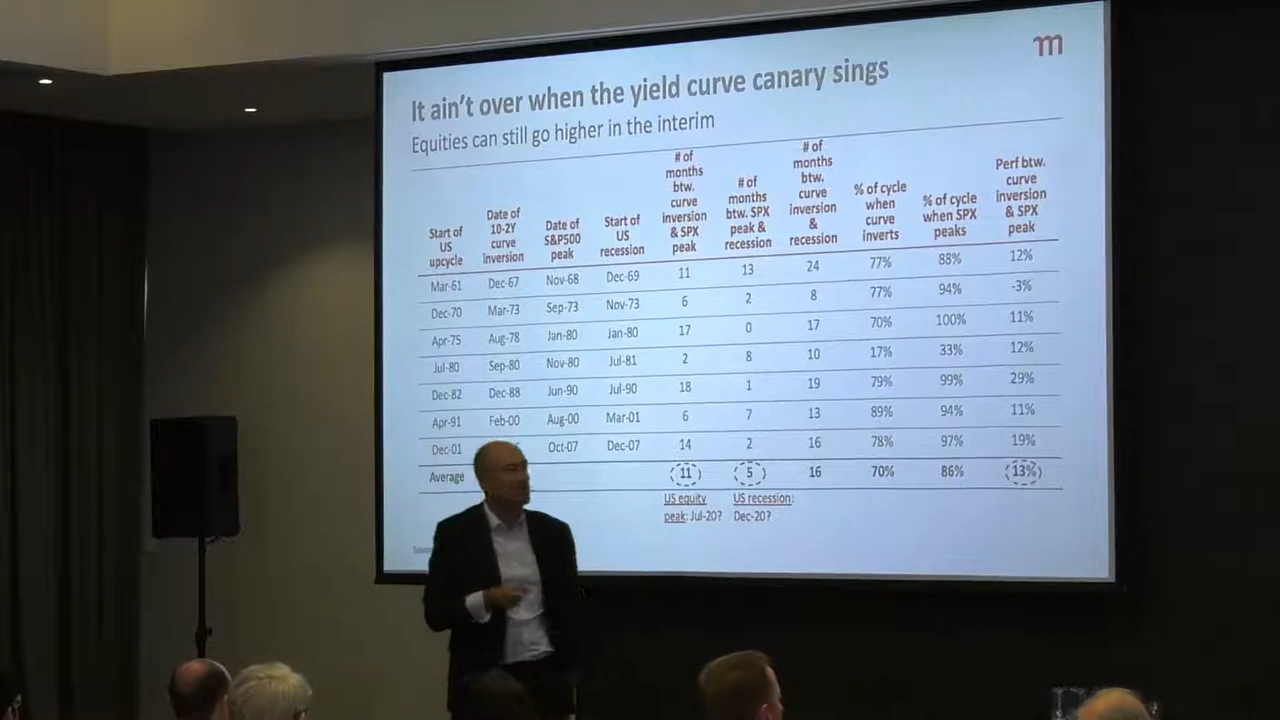 m
It ain't over when the yield curve canary sings
Equities can still go higher in the interim
Start of US upcycle | Date of 10-2Y curve inversion | Date of S&P500 peak | Start of US recession | # of months btw. curve inversion & SPX peak | # of months btw. SPX peak & recession | # of months btw. curve inversion & recession | % of cycle when curve inverts | % of cycle when SPX peaks | Perf btw. curve inversion & SPX peak
Mar-61 Dec-67 Nov-68 Dec-69 11 13 24 77% 88% 12%
Dec-70 Mar-73 Sep-73 Nov-73 6 2 8 77% 94% -3%
Apr-75 Aug-78 Jan-80 Jan-80 17 0 17 70% 100% 11%
Jul-80 Sep-80 Nov-80 Jul-81 2 8 10 17% 33% 12%
Dec-82 Dec-88 Jun-90 Jul-90 18 1 19 79% 99% 29%
Apr-91 Feb-00 Aug-00 Mar-01 6 7 13 89% 94% 11%
Dec-01 Oct-07 Dec-07 14 2 16 78% 97% 19%
Average 11 5 16 70% 86% 13%
US equity peak: Jul-20?
US recession: Dec-20?